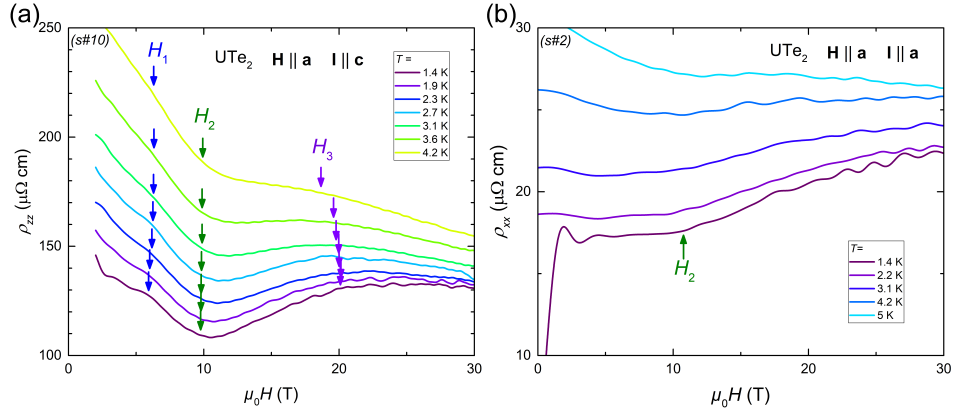 (a)
(s#10)
H₁
UTe₂ H || a I || c
T =
1.4 K
1.9 K
2.3 K
2.7 K
3.1 K
3.6 K
4.2 K
H₂
H₃
250
200
150
100
ρzz (μΩ cm)
0 10 20 30
μ₀H (T)
(b)
(s#2)
UTe₂ H || a I || a
30
25
20
15
10
ρxx (μΩ cm)
H₂
T=
1.4 K
2.2 K
3.1 K
4.2 K
5 K
0 10 20 30
μ₀H (T)